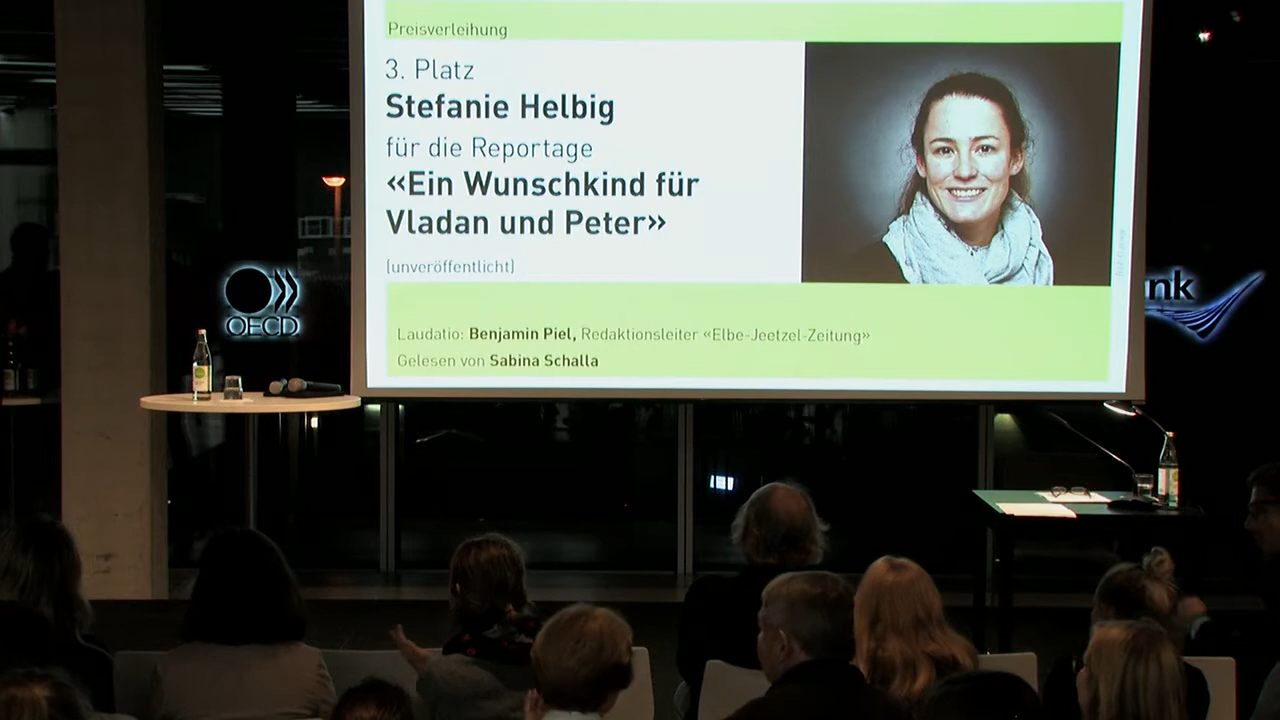 Preisverleihung
3. Platz
Stefanie Helbig
für die Reportage
«Ein Wunschkind für
Vladan und Peter»
(unveröffentlicht)
Laudatio: Benjamin Piel, Redaktionsleiter «Elbe-Jeetzel-Zeitung»
Gelesen von Sabina Schalla
OECD
nk